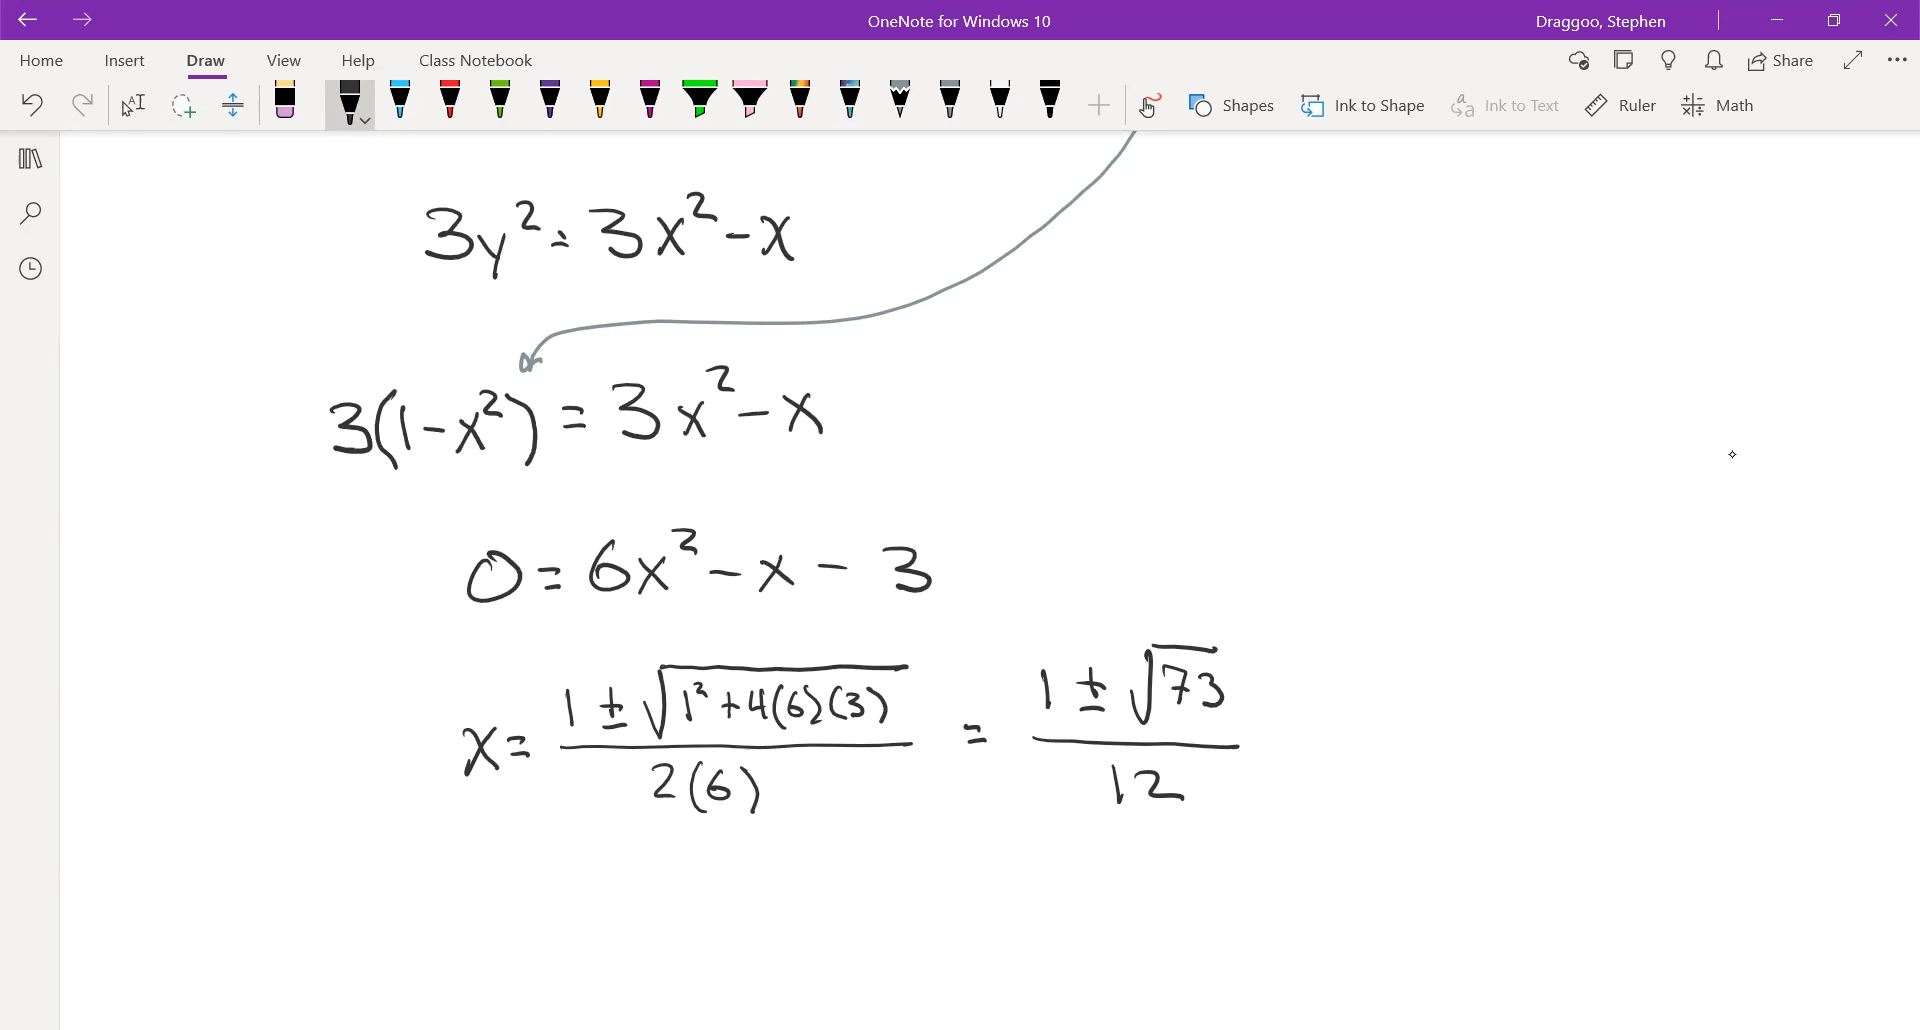 OneNote for Windows 10
Draggoo, Stephen
Home Insert Draw View Help Class Notebook Share
Shapes Ink to Shape Ink to Text Ruler Math
3y² = 3x² - x
3(1 - x²) = 3x² - x
0 = 6x² - x - 3
x = (1 ± √(1² + 4(6)(3))) / 2(6) = (1 ± √73) / 12